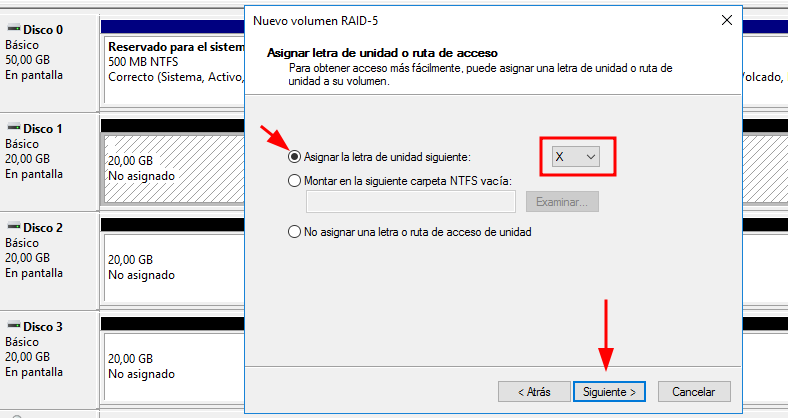 Disco 0
Básico
50,00 GB
En pantalla
Reservado para el sistem
500 MB NTFS
Correcto (Sistema, Activo,
Disco 1
Básico
20,00 GB
En pantalla
20,00 GB
No asignado
Disco 2
Básico
20,00 GB
En pantalla
20,00 GB
No asignado
Disco 3
Básico
20,00 GB
En pantalla
20,00 GB
No asignado
Nuevo volumen RAID-5
Asignar letra de unidad o ruta de acceso
Para obtener acceso más fácilmente, puede asignar una letra de unidad o ruta de
unidad a su volumen.
Asignar la letra de unidad siguiente:
X
Montar en la siguiente carpeta NTFS vacía:
Examinar...
No asignar una letra o ruta de acceso de unidad
< Atrás
Siguiente >
Cancelar
Volcado,